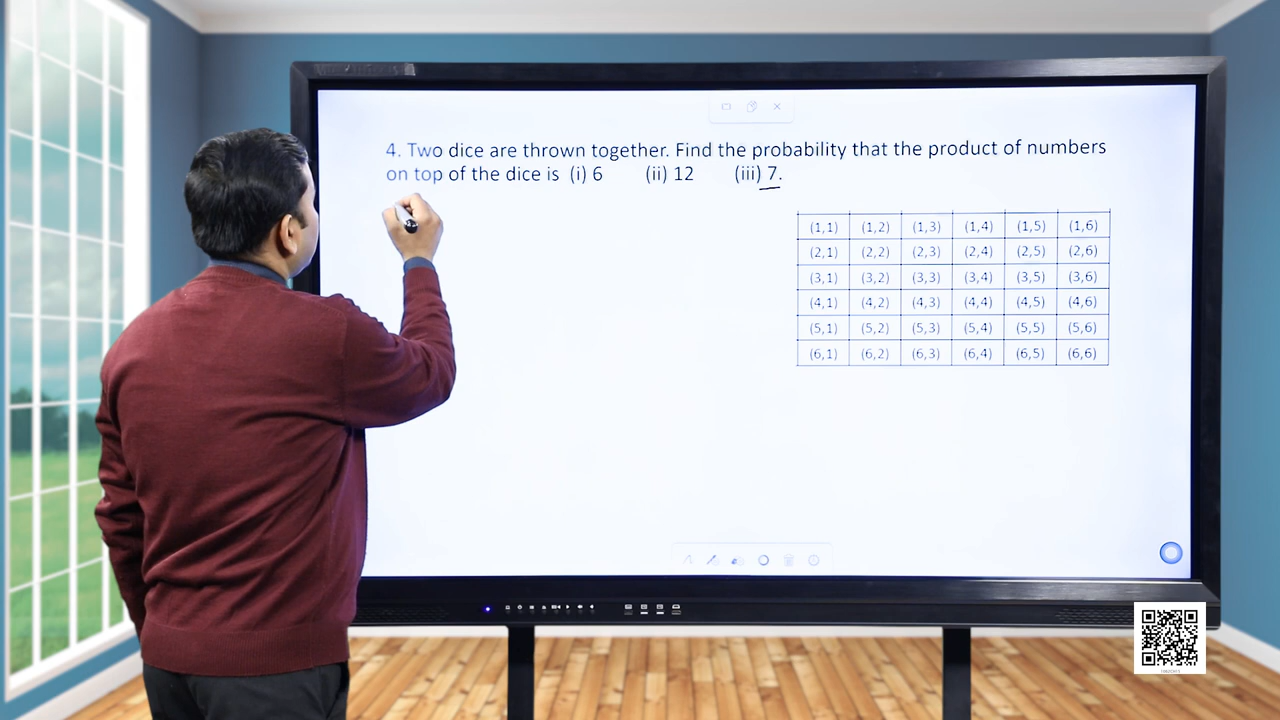 4. Two dice are thrown together. Find the probability that the product of numbers
on top of the dice is (i) 6 (ii) 12 (iii) 7.
(1,1) (1,2) (1,3) (1,4) (1,5) (1,6)
(2,1) (2,2) (2,3) (2,4) (2,5) (2,6)
(3,1) (3,2) (3,3) (3,4) (3,5) (3,6)
(4,1) (4,2) (4,3) (4,4) (4,5) (4,6)
(5,1) (5,2) (5,3) (5,4) (5,5) (5,6)
(6,1) (6,2) (6,3) (6,4) (6,5) (6,6)